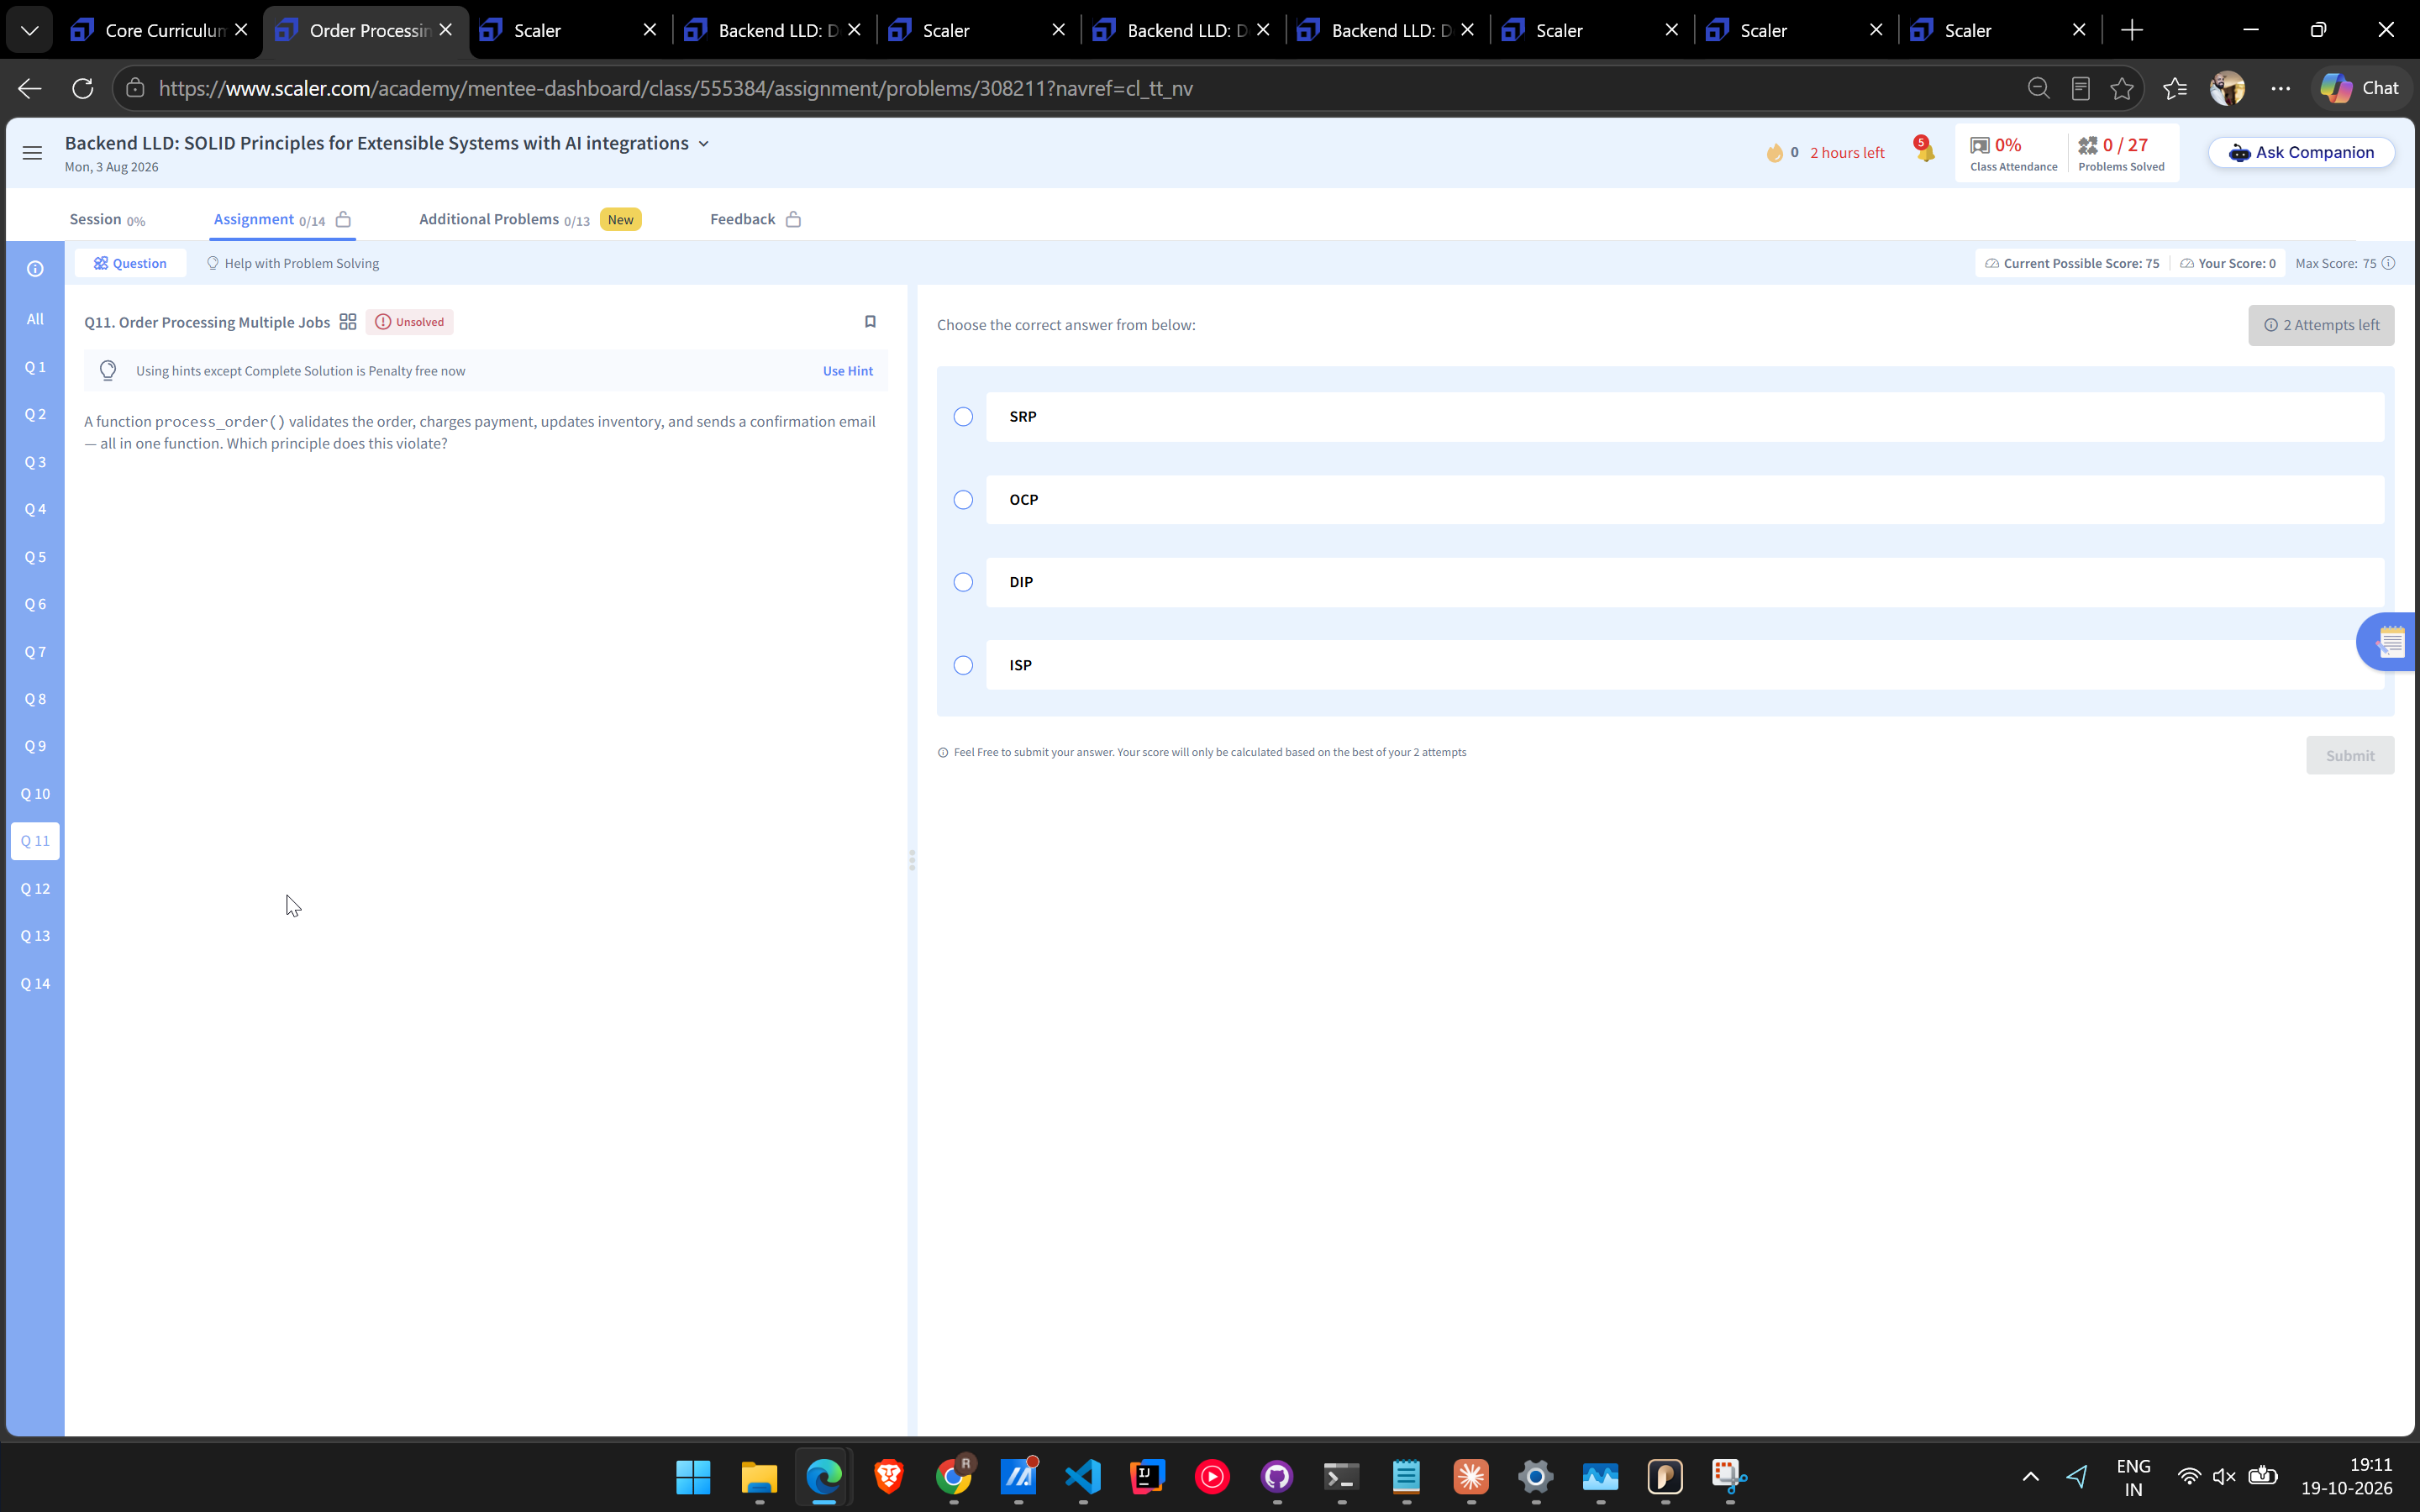 Core Curriculum
Order Processin
Scaler
Backend LLD: D
Scaler
Backend LLD: D
Backend LLD: D
Scaler
Scaler
Scaler
https://www.scaler.com/academy/mentee-dashboard/class/555384/assignment/problems/308211?navref=cl_tt_nv
Chat
Backend LLD: SOLID Principles for Extensible Systems with AI integrations
Mon, 3 Aug 2026
0
2 hours left
5
0%
Class Attendance
0 / 27
Problems Solved
Ask Companion
Session 0%
Assignment 0/14
Additional Problems 0/13
New
Feedback
Question
Help with Problem Solving
Current Possible Score: 75
Your Score: 0
Max Score: 75
All
Q 1
Q 2
Q 3
Q 4
Q 5
Q 6
Q 7
Q 8
Q 9
Q 10
Q 11
Q 12
Q 13
Q 14
Q11. Order Processing Multiple Jobs
Unsolved
Using hints except Complete Solution is Penalty free now
Use Hint
A function process_order() validates the order, charges payment, updates inventory, and sends a confirmation email
— all in one function. Which principle does this violate?
Choose the correct answer from below:
2 Attempts left
SRP
OCP
DIP
ISP
Feel Free to submit your answer. Your score will only be calculated based on the best of your 2 attempts
Submit
R
IJ
ENG
IN
19:11
19-10-2026